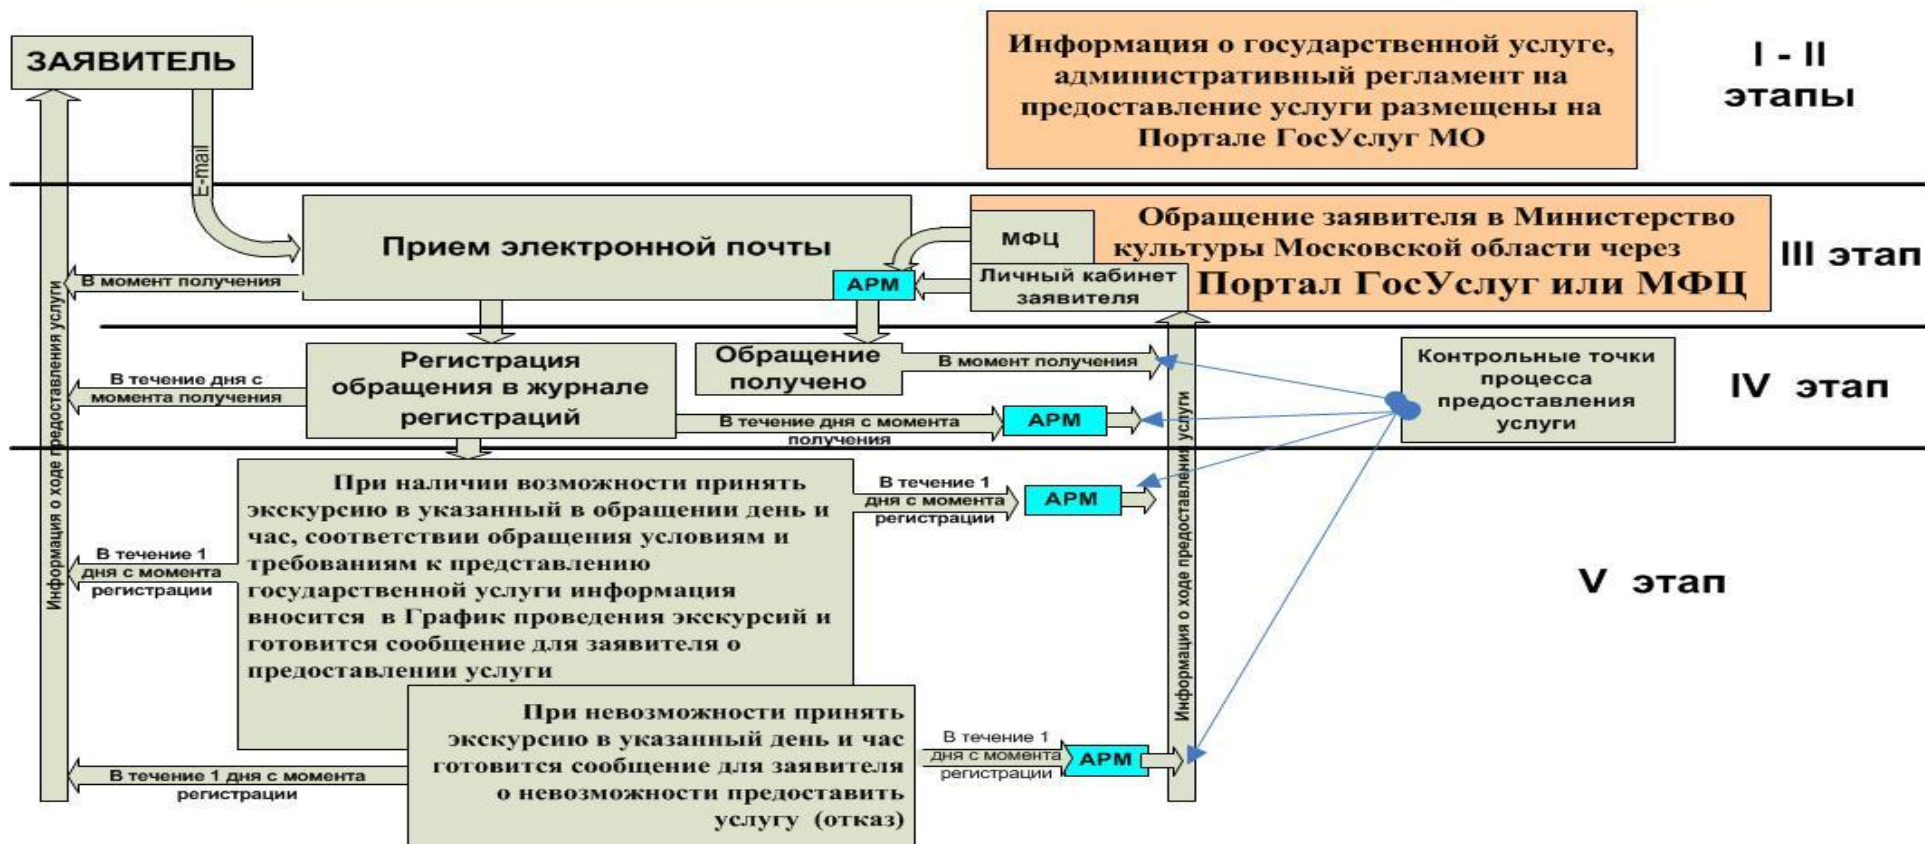 ЗАЯВИТЕЛЬ
Информация о государственной услуге,
административный регламент на
предоставление услуги размещены на
Портале ГосУслуг МО
I - II
этапы
E-mail
Прием электронной почты
АРМ
МФЦ
Личный кабинет
заявителя
Обращение заявителя в Министерство
культуры Московской области через
Портал ГосУслуг или МФЦ
III этап
В момент получения
Информация о ходе предоставления услуги
Регистрация
обращения в журнале
регистраций
Обращение
получено
В момент получения
Контрольные точки
процесса
предоставления
услуги
IV этап
В течение дня с
момента получения
В течение дня с момента
получения
АРМ
Информация о ходе предоставления услуги
При наличии возможности принять
экскурсию в указанный в обращении день и
час, соответствии обращения условиям и
требованиям к представлению
государственной услуги информация
вносится в График проведения экскурсий и
готовится сообщение для заявителя о
предоставлении услуги
В течение 1
дня с момента
регистрации
АРМ
В течение 1
дня с момента
регистрации
V этап
При невозможности принять
экскурсию в указанный день и час
готовится сообщение для заявителя
о невозможности предоставить
услугу (отказ)
В течение 1
дня с момента
регистрации
АРМ
В течение 1 дня с момента
регистрации